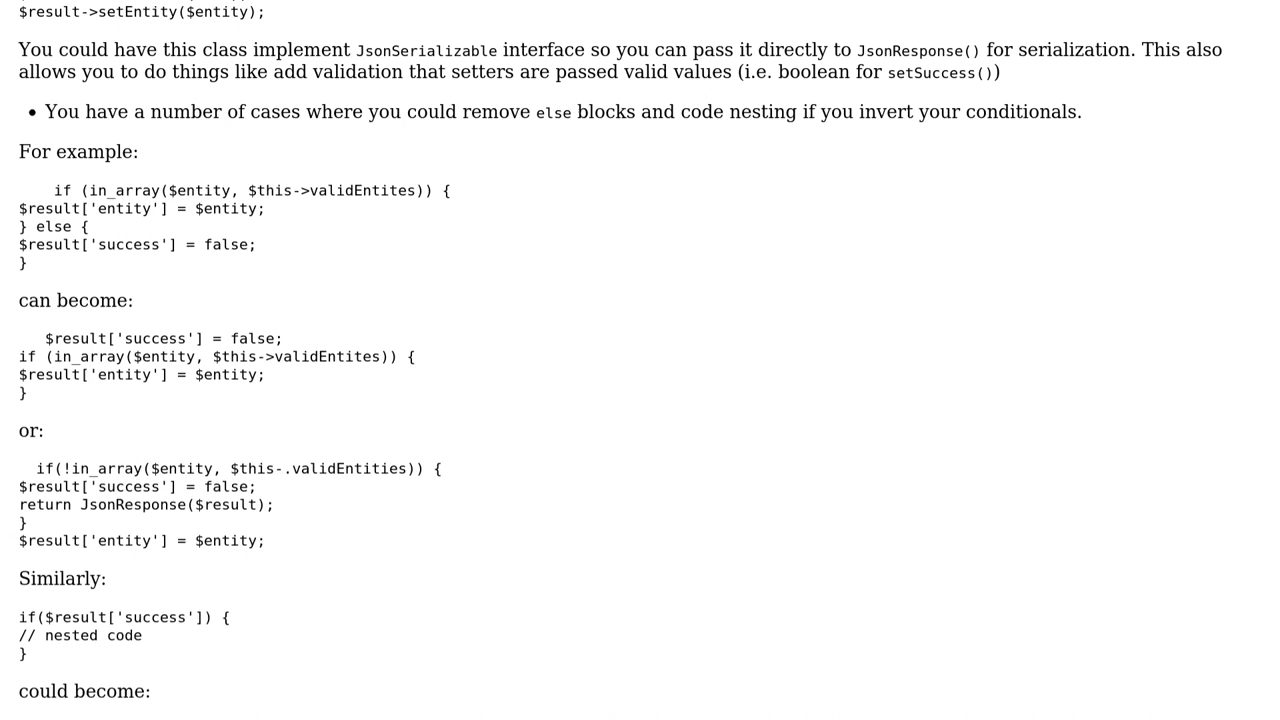 $result->setEntity($entity);
You could have this class implement JsonSerializable interface so you can pass it directly to JsonResponse() for serialization. This also
allows you to do things like add validation that setters are passed valid values (i.e. boolean for setSuccess())
• You have a number of cases where you could remove else blocks and code nesting if you invert your conditionals.
For example:
if (in_array($entity, $this->validEntites)) {
$result['entity'] = $entity;
} else {
$result['success'] = false;
}
can become:
$result['success'] = false;
if (in_array($entity, $this->validEntites)) {
$result['entity'] = $entity;
}
or:
if(!in_array($entity, $this-.validEntities)) {
$result['success'] = false;
return JsonResponse($result);
}
$result['entity'] = $entity;
Similarly:
if($result['success']) {
// nested code
}
could become: